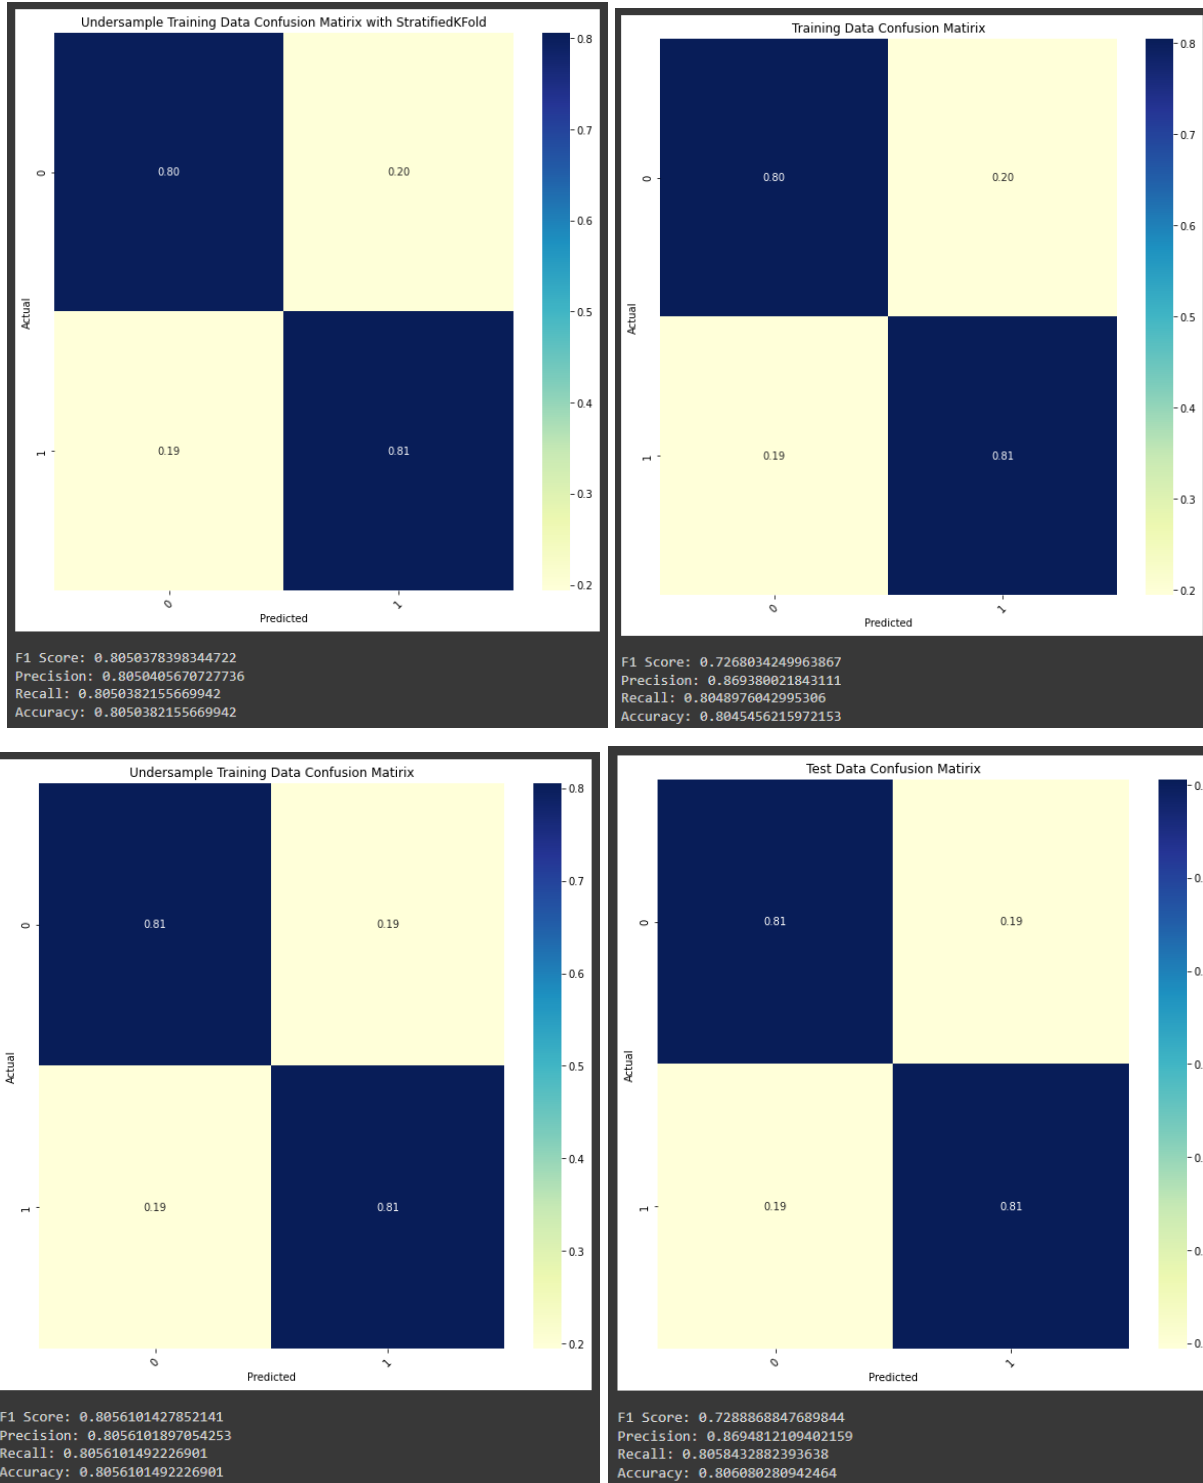 Undersample Training Data Confusion Matirix with StratifiedKFold
0.8
0.7
0.6
0.5
0.4
0.3
0.2
0
0.80
0.20
Actual
1
0.19
0.81
0
1
Predicted
F1 Score: 0.8050378398344722
Precision: 0.8050405670727736
Recall: 0.8050382155669942
Accuracy: 0.8050382155669942
Training Data Confusion Matirix
0.8
0.7
0.6
0.5
0.4
0.3
0.2
0
0.80
0.20
Actual
1
0.19
0.81
0
1
Predicted
F1 Score: 0.7268034249963867
Precision: 0.869380021843111
Recall: 0.8048976042995306
Accuracy: 0.8045456215972153
Undersample Training Data Confusion Matirix
0.8
0.7
0.6
0.5
0.4
0.3
0.2
0
0.81
0.19
Actual
1
0.19
0.81
0
1
Predicted
F1 Score: 0.8056101427852141
Precision: 0.8056101897054253
Recall: 0.8056101492226901
Accuracy: 0.8056101492226901
Test Data Confusion Matirix
0.
0.
0.
0.
0.
0.
0.
0
0.81
0.19
Actual
1
0.19
0.81
0
1
Predicted
F1 Score: 0.7288868847689844
Precision: 0.8694812109402159
Recall: 0.8058432882393638
Accuracy: 0.806080280942464